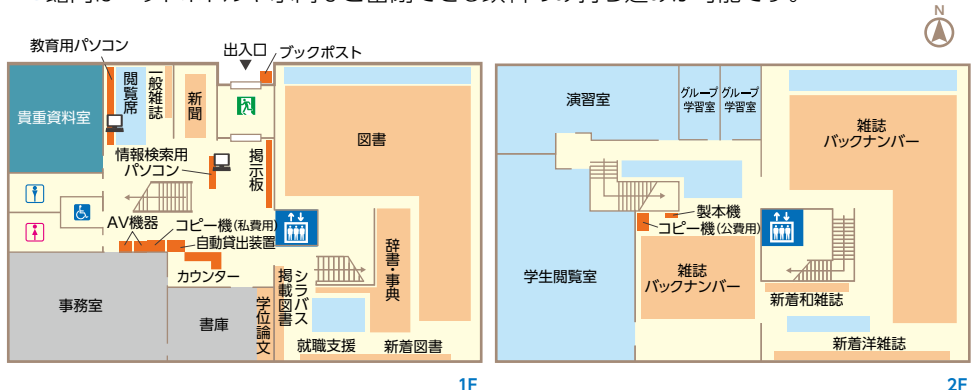 N
教育用パソコン
出入口
ブックポスト
貴重資料室
閲覧席
一般雑誌
新聞
図書
情報検索用
パソコン
掲示板
AV機器
コピー機(私費用)
自動貸出装置
カウンター
辞書・事典
事務室
書庫
学位論文
シラバス
掲載図書
就職支援
新着図書
1F
演習室
グループ
学習室
グループ
学習室
雑誌
バックナンバー
製本機
コピー機(公費用)
学生閲覧室
雑誌
バックナンバー
新着和雑誌
新着洋雑誌
2F